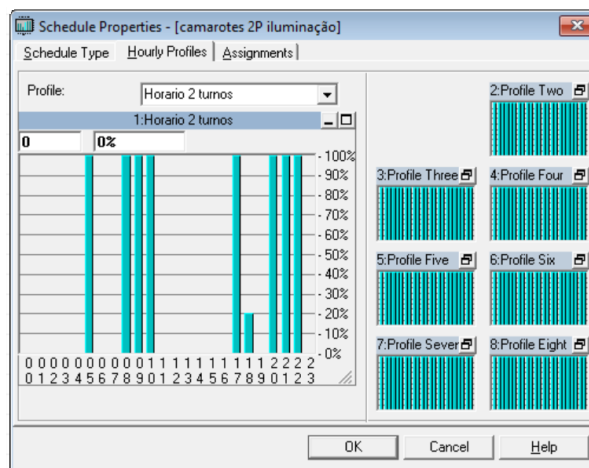 Schedule Properties - [camarotes 2P iluminação]
Schedule Type Hourly Profiles Assignments
Profile: Horario 2 turnos
1:Horario 2 turnos
0 0%
100%
90%
80%
70%
60%
50%
40%
30%
20%
10%
0%
0 0 0 0 0 0 0 0 0 0 1 1 1 1 1 1 1 1 1 1 2 2 2 2
0 1 2 3 4 5 6 7 8 9 0 1 2 3 4 5 6 7 8 9 0 1 2 3
2:Profile Two
3:Profile Three 4:Profile Four
5:Profile Five 6:Profile Six
7:Profile Sever 8:Profile Eight
OK Cancel Help